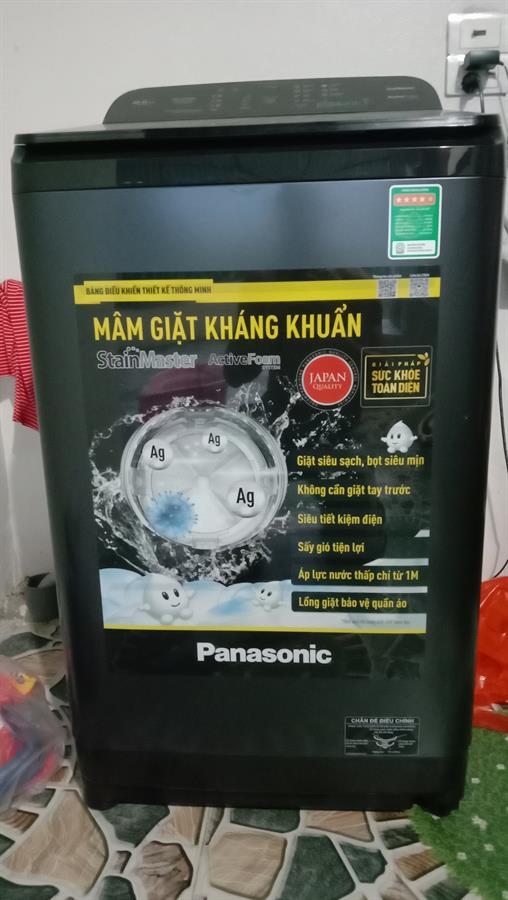 BẢNG ĐIỀU KHIỂN THIẾT KẾ THÔNG MINH
MÂM GIẶT KHÁNG KHUẨN
StainMaster
ActiveFoam
SYSTEM
JAPAN
QUALITY
GIẢI PHÁP
SỨC KHỎE
TOÀN DIỆN
Ag
Ag
Ag
Giặt siêu sạch, bọt siêu mịn
Không cần giặt tay trước
Siêu tiết kiệm điện
Sấy gió tiện lợi
Áp lực nước thấp chỉ từ 1M
Lồng giặt bảo vệ quần áo
Panasonic
CHÂN ĐẾ ĐIỀU CHỈNH